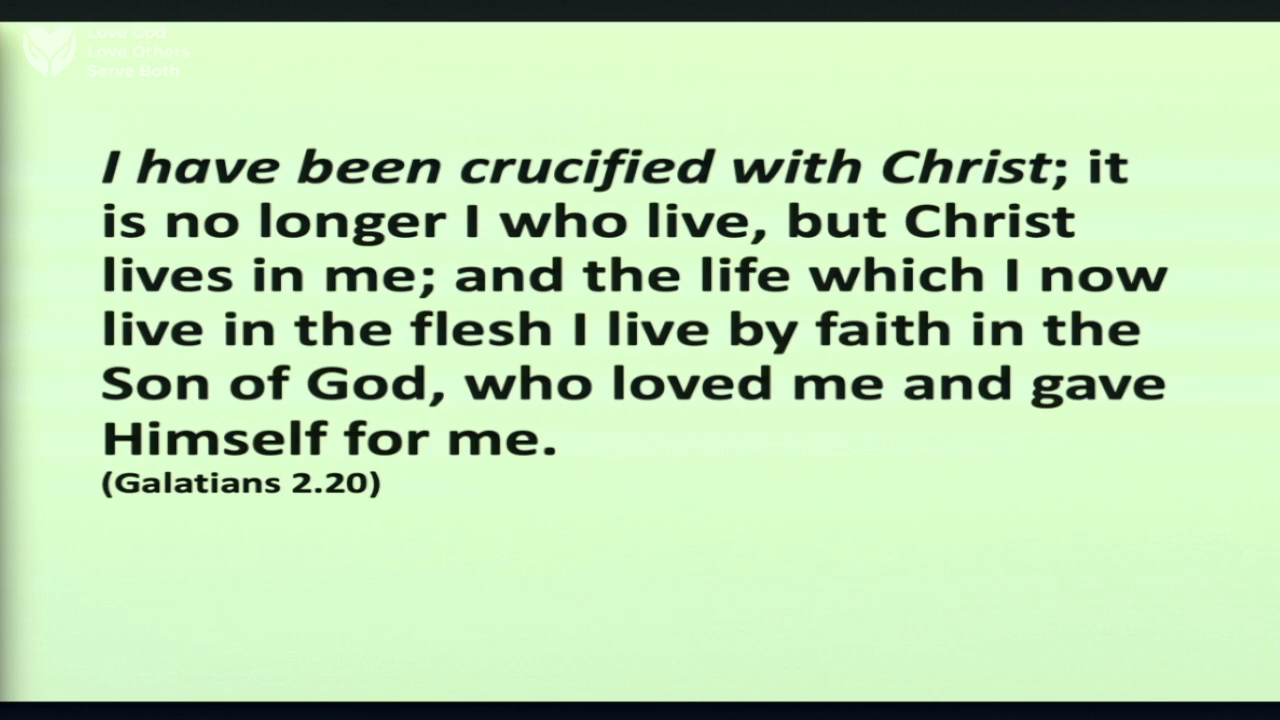 Love God
Love Others
Serve Both
I have been crucified with Christ; it
is no longer I who live, but Christ
lives in me; and the life which I now
live in the flesh I live by faith in the
Son of God, who loved me and gave
Himself for me.
(Galatians 2.20)